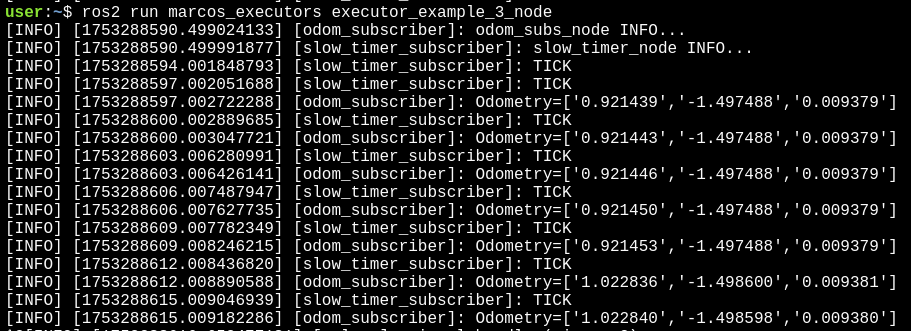 user:~$ ros2 run marcos_executors executor_example_3_node
[INFO] [1753288590.499024133] [odom_subscriber]: odom_subs_node INFO...
[INFO] [1753288590.499991877] [slow_timer_subscriber]: slow_timer_node INFO...
[INFO] [1753288594.001848793] [slow_timer_subscriber]: TICK
[INFO] [1753288597.002051688] [slow_timer_subscriber]: TICK
[INFO] [1753288597.002722288] [odom_subscriber]: Odometry=['0.921439','-1.497488','0.009379']
[INFO] [1753288600.002889685] [slow_timer_subscriber]: TICK
[INFO] [1753288600.003047721] [odom_subscriber]: Odometry=['0.921443','-1.497488','0.009379']
[INFO] [1753288603.006280991] [slow_timer_subscriber]: TICK
[INFO] [1753288603.006426141] [odom_subscriber]: Odometry=['0.921446','-1.497488','0.009379']
[INFO] [1753288606.007487947] [slow_timer_subscriber]: TICK
[INFO] [1753288606.007627735] [odom_subscriber]: Odometry=['0.921450','-1.497488','0.009379']
[INFO] [1753288609.007782349] [slow_timer_subscriber]: TICK
[INFO] [1753288609.008246215] [odom_subscriber]: Odometry=['0.921453','-1.497488','0.009379']
[INFO] [1753288612.008436820] [slow_timer_subscriber]: TICK
[INFO] [1753288612.008890588] [odom_subscriber]: Odometry=['1.022836','-1.498600','0.009381']
[INFO] [1753288615.009046939] [slow_timer_subscriber]: TICK
[INFO] [1753288615.009182286] [odom_subscriber]: Odometry=['1.022840','-1.498598','0.009380']